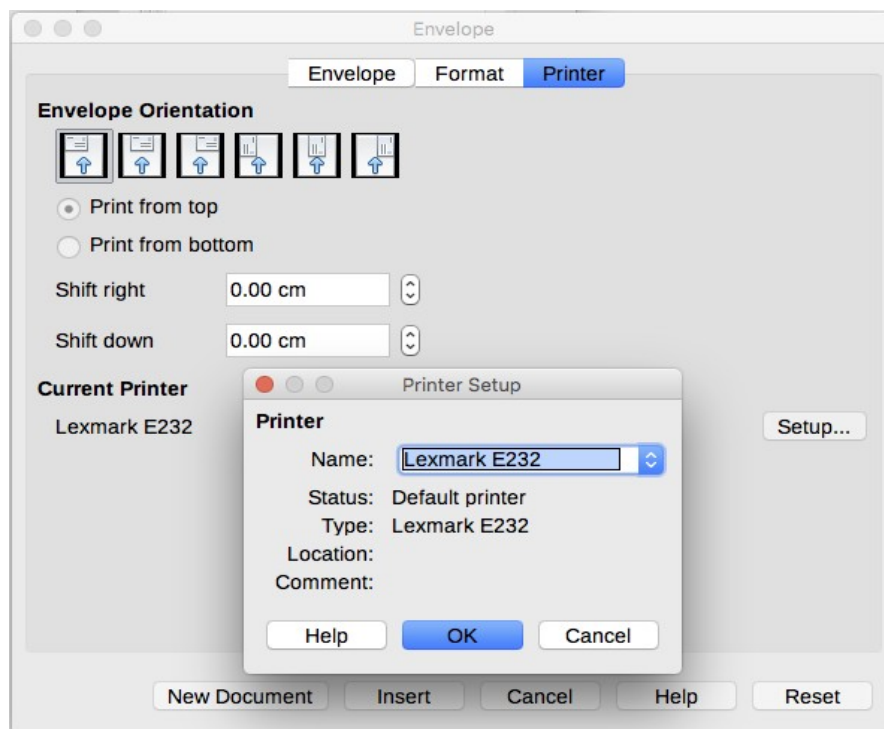 Envelope
Envelope Format Printer
Envelope Orientation
Print from top
Print from bottom
Shift right 0.00 cm
Shift down 0.00 cm
Current Printer
Lexmark E232
Setup...
Printer Setup
Printer
Name: Lexmark E232
Status: Default printer
Type: Lexmark E232
Location:
Comment:
Help OK Cancel
New Document Insert Cancel Help Reset